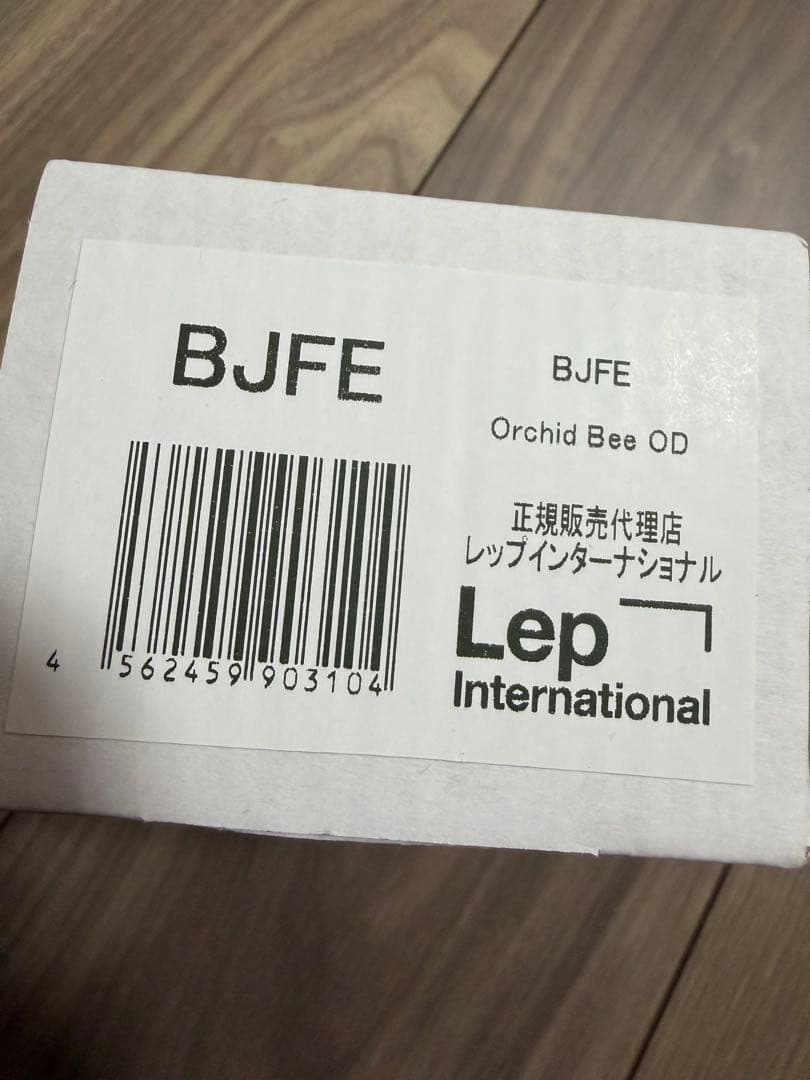 BJFE
4 562459 903104
BJFE
Orchid Bee OD
正規販売代理店
レップインターナショナル
Lep
International